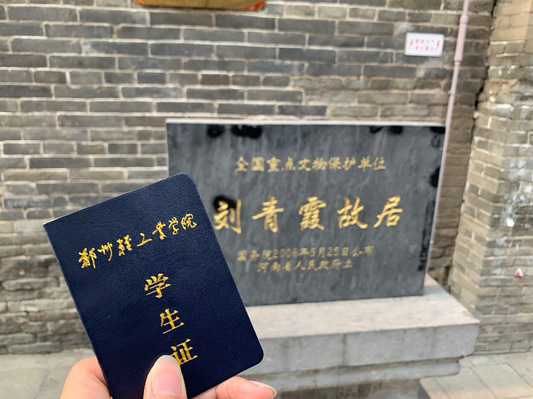 全国重点文物保护单位
刘青霞故居
国务院2006年5月25日公布
河南省人民政府立
郑州轻工业学院
学生证